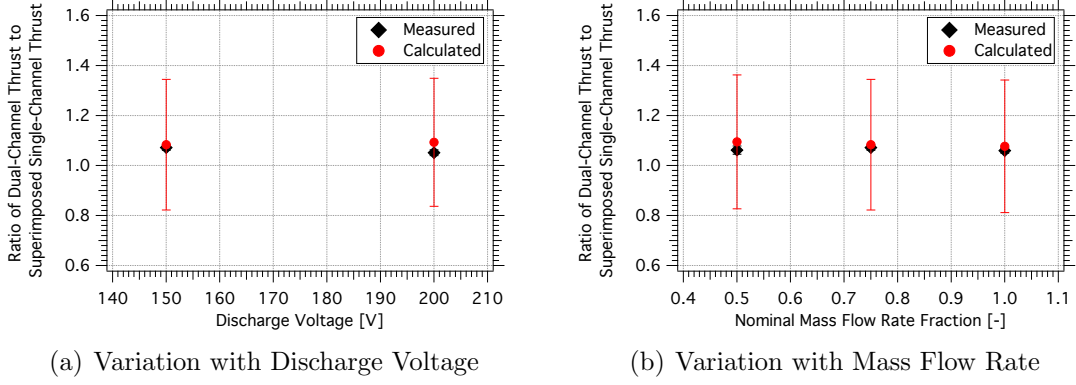 Ratio of Dual-Channel Thrust to
Superimposed Single-Channel Thrust
1.6
1.4
1.2
1.0
0.8
0.6
Measured
Calculated
140 150 160 170 180 190 200 210
Discharge Voltage [V]
(a) Variation with Discharge Voltage
Ratio of Dual-Channel Thrust to
Superimposed Single-Channel Thrust
1.6
1.4
1.2
1.0
0.8
0.6
Measured
Calculated
0.4 0.5 0.6 0.7 0.8 0.9 1.0 1.1
Nominal Mass Flow Rate Fraction [-]
(b) Variation with Mass Flow Rate